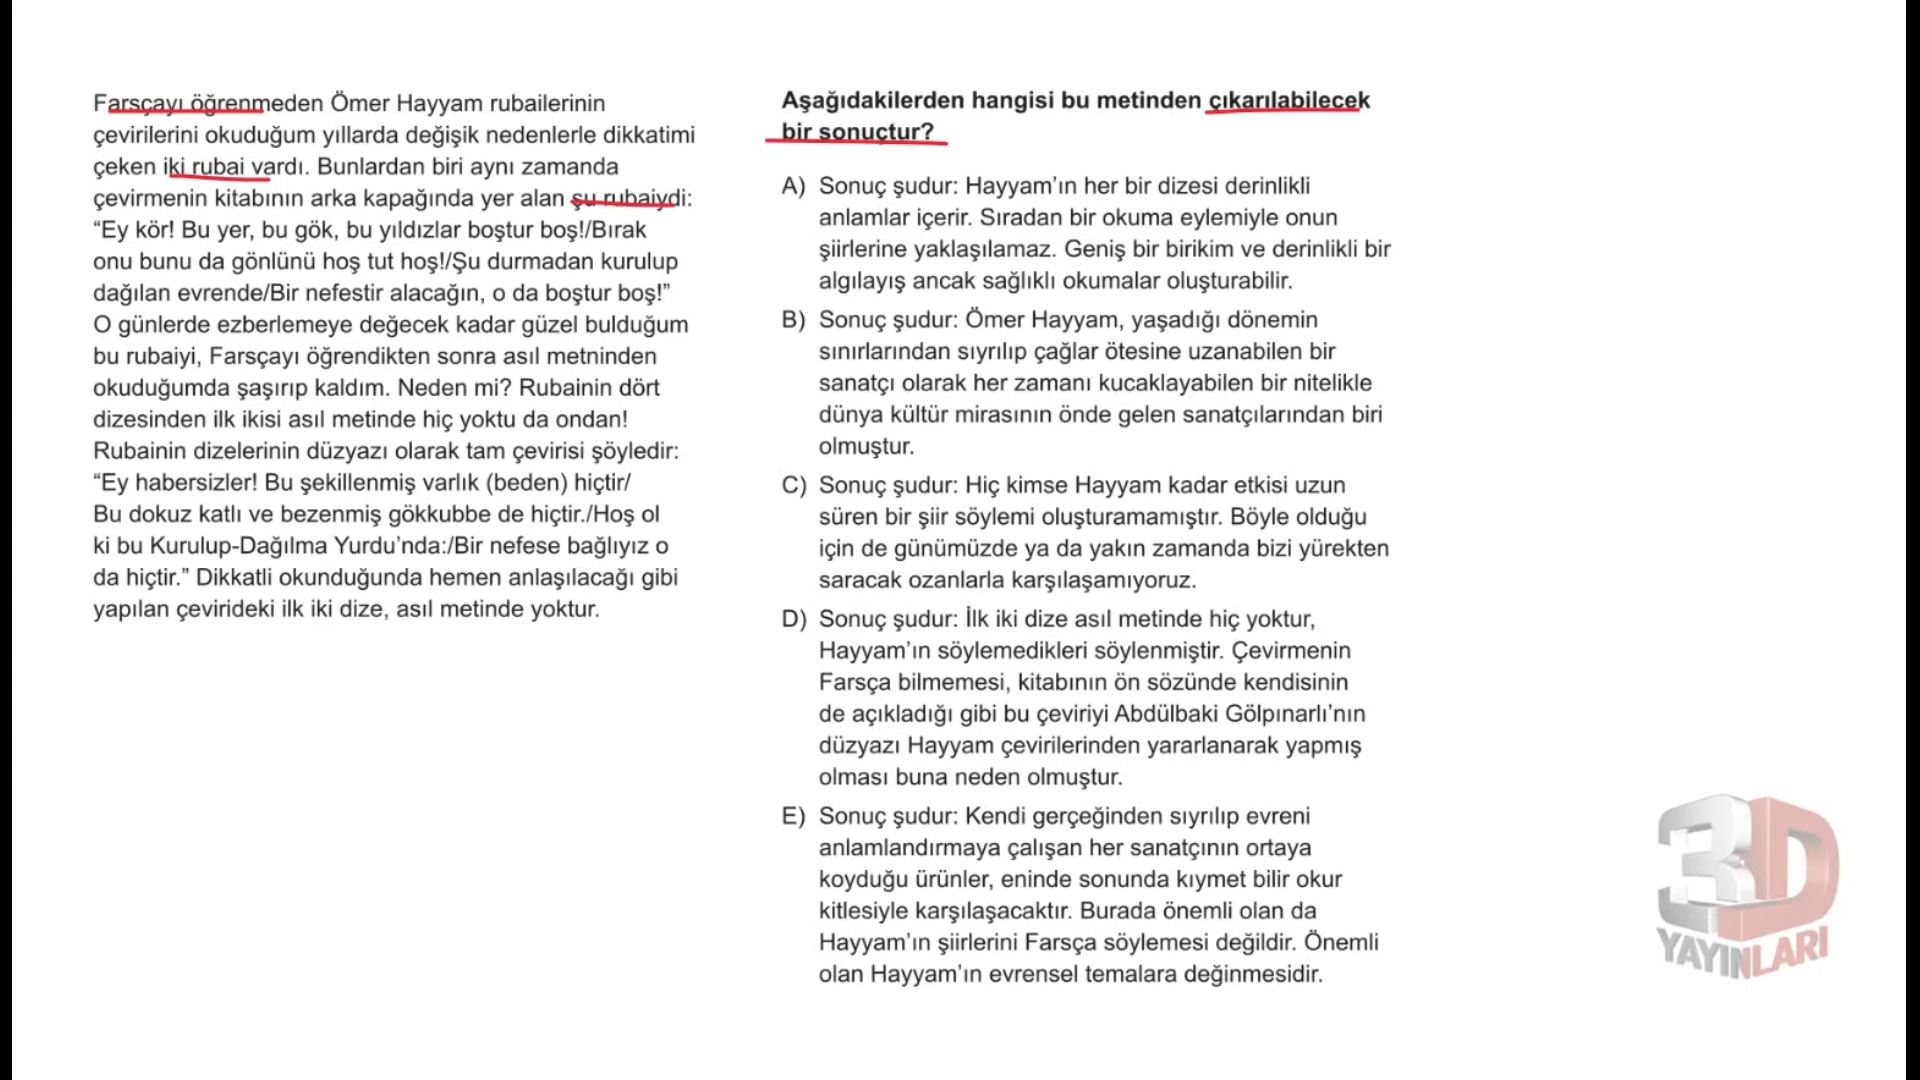 Farsçayı öğrenmeden Ömer Hayyam rubailerinin
çevirilerini okuduğum yıllarda değişik nedenlerle dikkatimi
çeken iki rubai vardı. Bunlardan biri aynı zamanda
çevirmenin kitabının arka kapağında yer alan şu rubaiydi:
“Ey kör! Bu yer, bu gök, bu yıldızlar boştur boş!/Bırak
onu bunu da gönlünü hoş tut hoş!/Şu durmadan kurulup
dağılan evrende/Bir nefestir alacağın, o da boştur boş!”
O günlerde ezberlemeye değecek kadar güzel bulduğum
bu rubaiyi, Farsçayı öğrendikten sonra asıl metninden
okuduğumda şaşırıp kaldım. Neden mi? Rubainin dört
dizesinden ilk ikisi asıl metinde hiç yoktu da ondan!
Rubainin dizelerinin düzyazı olarak tam çevirisi şöyledir:
“Ey habersizler! Bu şekillenmiş varlık (beden) hiçtir/
Bu dokuz katlı ve bezenmiş gökkubbe de hiçtir./Hoş ol
ki bu Kurulup-Dağılma Yurdu’nda:/Bir nefese bağlıyız o
da hiçtir.” Dikkatli okunduğunda hemen anlaşılacağı gibi
yapılan çevirideki ilk iki dize, asıl metinde yoktur.
Aşağıdakilerden hangisi bu metinden çıkarılabilecek
bir sonuçtur?
A) Sonuç şudur: Hayyam’ın her bir dizesi derinlikli
anlamlar içerir. Sıradan bir okuma eylemiyle onun
şiirlerine yaklaşılamaz. Geniş bir birikim ve derinlikli bir
algılayış ancak sağlıklı okumalar oluşturabilir.
B) Sonuç şudur: Ömer Hayyam, yaşadığı dönemin
sınırlarından sıyrılıp çağlar ötesine uzanabilen bir
sanatçı olarak her zamanı kucaklayabilen bir nitelikle
dünya kültür mirasının önde gelen sanatçılarından biri
olmuştur.
C) Sonuç şudur: Hiç kimse Hayyam kadar etkisi uzun
süren bir şiir söylemi oluşturamamıştır. Böyle olduğu
için de günümüzde ya da yakın zamanda bizi yürekten
saracak ozanlarla karşılaşamıyoruz.
D) Sonuç şudur: İlk iki dize asıl metinde hiç yoktur,
Hayyam’ın söylemedikleri söylenmiştir. Çevirmenin
Farsça bilmemesi, kitabının ön sözünde kendisinin
de açıkladığı gibi bu çeviriyi Abdülbaki Gölpınarlı’nın
düzyazı Hayyam çevirilerinden yararlanarak yapmış
olması buna neden olmuştur.
E) Sonuç şudur: Kendi gerçeğinden sıyrılıp evreni
anlamlandırmaya çalışan her sanatçının ortaya
koyduğu ürünler, eninde sonunda kıymet bilir okur
kitlesiyle karşılaşacaktır. Burada önemli olan da
Hayyam’ın şiirlerini Farsça söylemesi değildir. Önemli
olan Hayyam’ın evrensel temalara değinmesidir.
3D
YAYINLARI